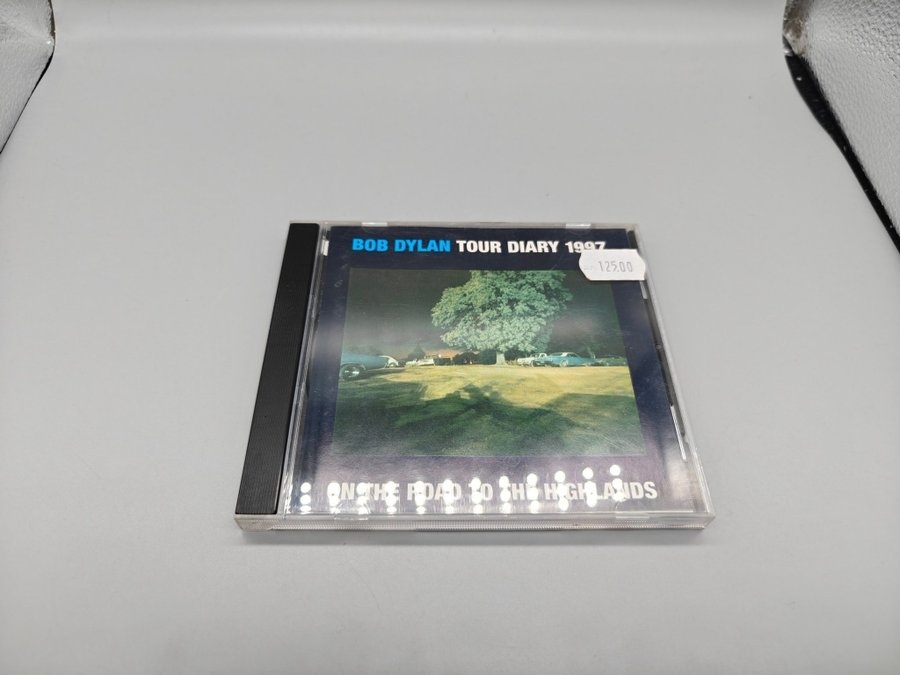 BOB DYLAN TOUR DIARY 1997
125.00
ON THE ROAD TO THE HIGHLANDS